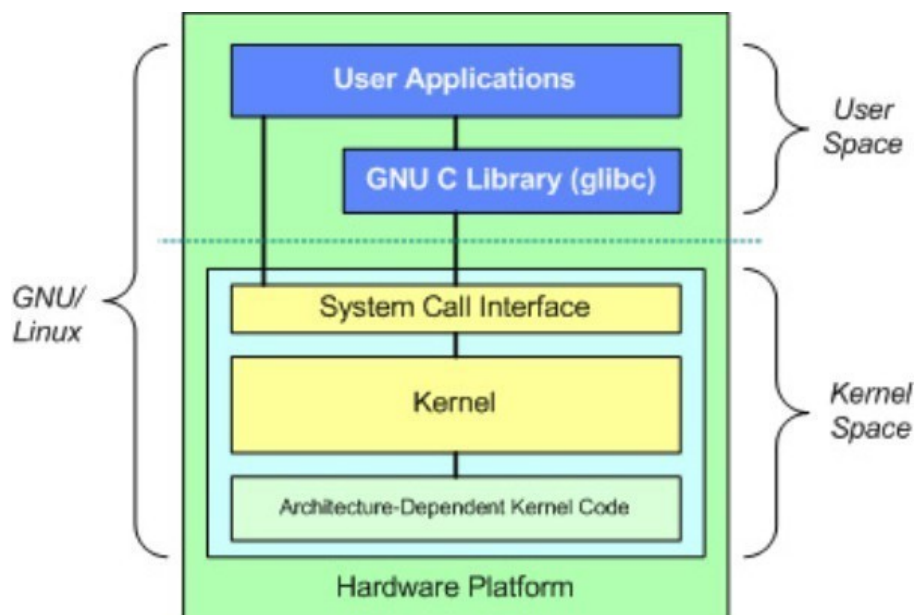 User Applications
User
Space
GNU C Library (glibc)
GNU/
Linux
System Call Interface
Kernel
Kernel
Space
Architecture-Dependent Kernel Code
Hardware Platform